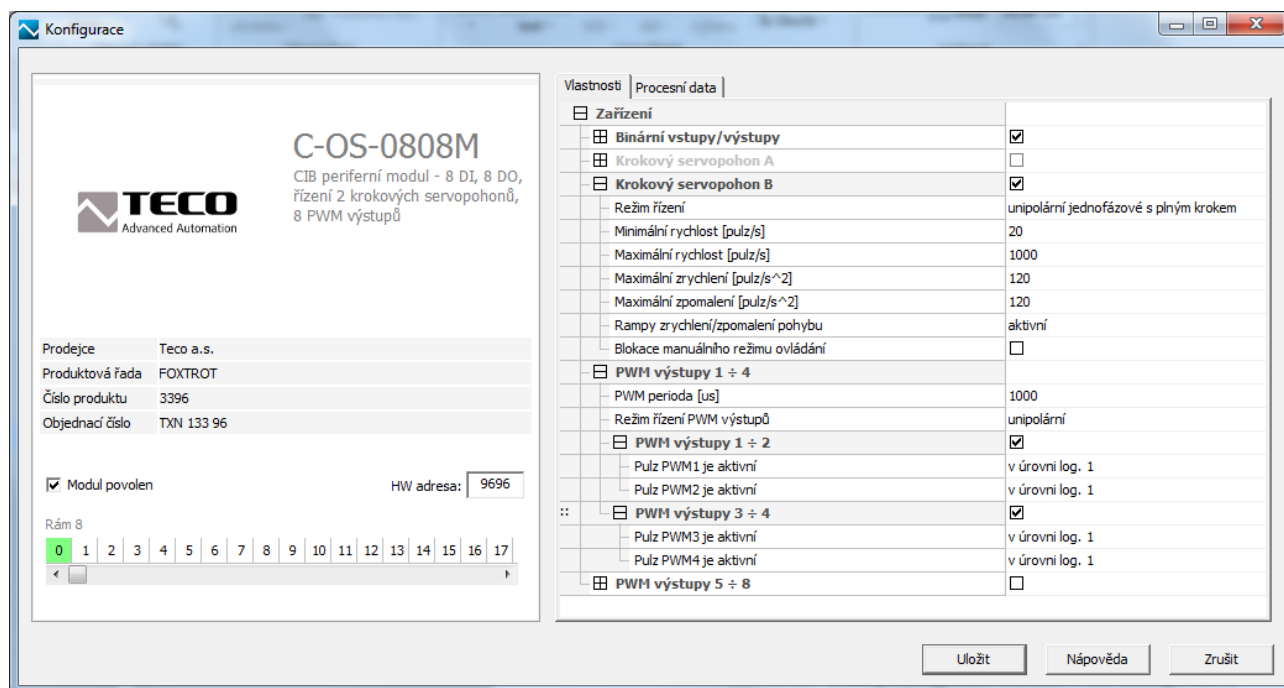 Konfigurace
C-OS-0808M
CIB periferní modul - 8 DI, 8 DO,
řízení 2 krokových servopohonů,
8 PWM výstupů
TECO
Advanced Automation
Prodejce Teco a.s.
Produktová řada FOXTROT
Číslo produktu 3396
Objednací číslo TXN 133 96
Modul povolen HW adresa: 9696
Rám 8
0 1 2 3 4 5 6 7 8 9 10 11 12 13 14 15 16 17
Vlastnosti Procesní data
Zařízení
Binární vstupy/výstupy
Krokový servopohon A
Krokový servopohon B
Režim řízení unipolární jednofázové s plným krokem
Minimální rychlost [pulz/s] 20
Maximální rychlost [pulz/s] 1000
Maximální zrychlení [pulz/s^2] 120
Maximální zpomalení [pulz/s^2] 120
Rampy zrychlení/zpomalení pohybu aktivní
Blokace manuálního režimu ovládání
PWM výstupy 1 ÷ 4
PWM perioda [us] 1000
Režim řízení PWM výstupů unipolární
PWM výstupy 1 ÷ 2
Pulz PWM1 je aktivní v úrovni log. 1
Pulz PWM2 je aktivní v úrovni log. 1
PWM výstupy 3 ÷ 4
Pulz PWM3 je aktivní v úrovni log. 1
Pulz PWM4 je aktivní v úrovni log. 1
PWM výstupy 5 ÷ 8
Uložit Nápověda Zrušit